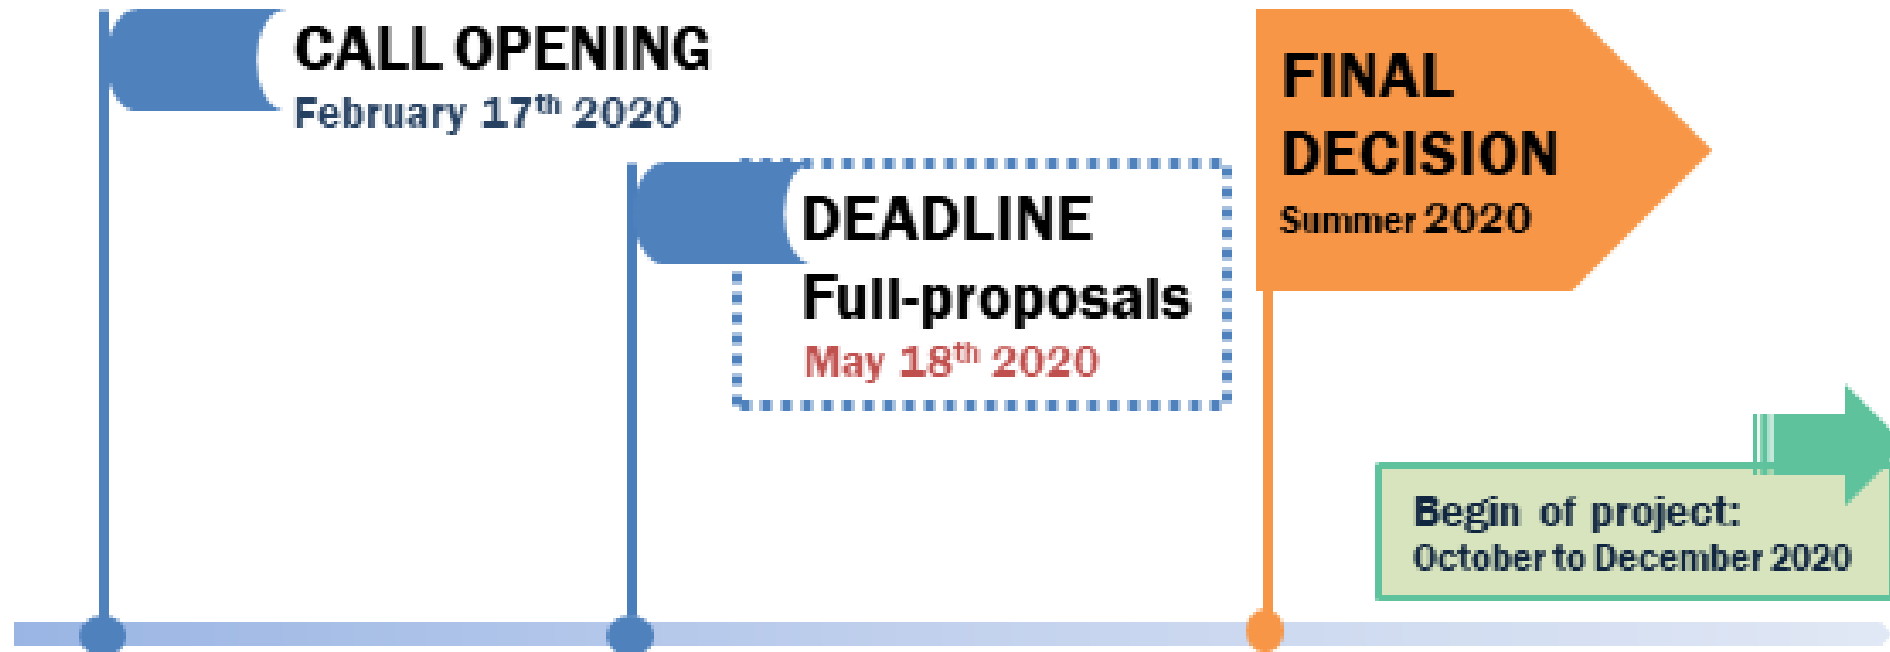 CALL OPENING
February 17th 2020
DEADLINE
Full-proposals
May 18th 2020
FINAL
DECISION
Summer 2020
Begin of project:
October to December 2020